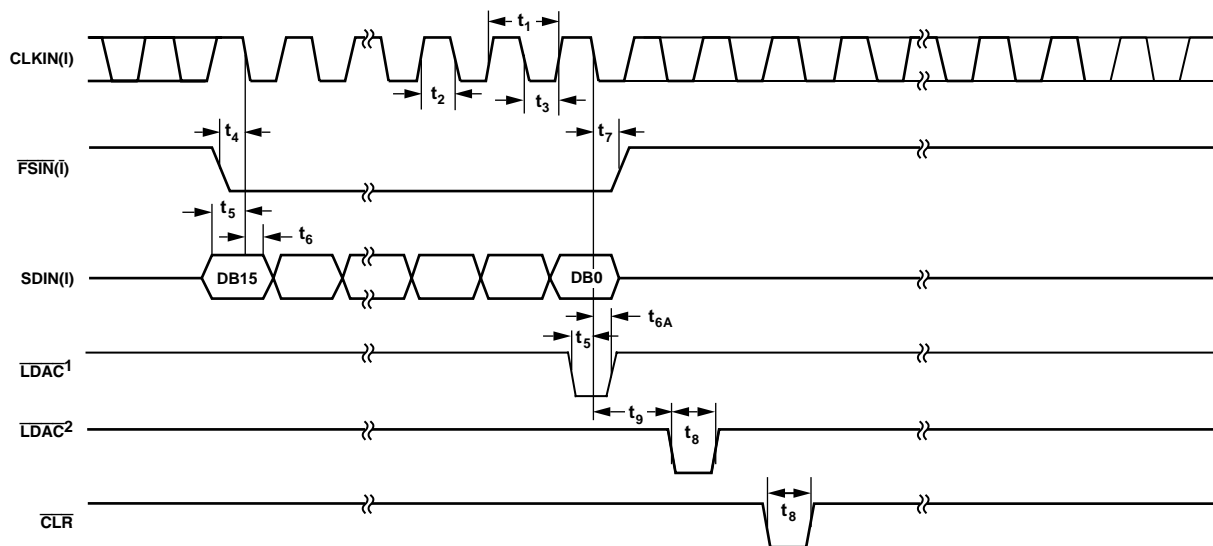 t1
CLKIN(I)
t2
t3
t4
t7
FSIN(I)
t5
t6
SDIN(I)
DB15
DB0
t6A
t5
LDAC1
t9
t8
LDAC2
t8
CLR